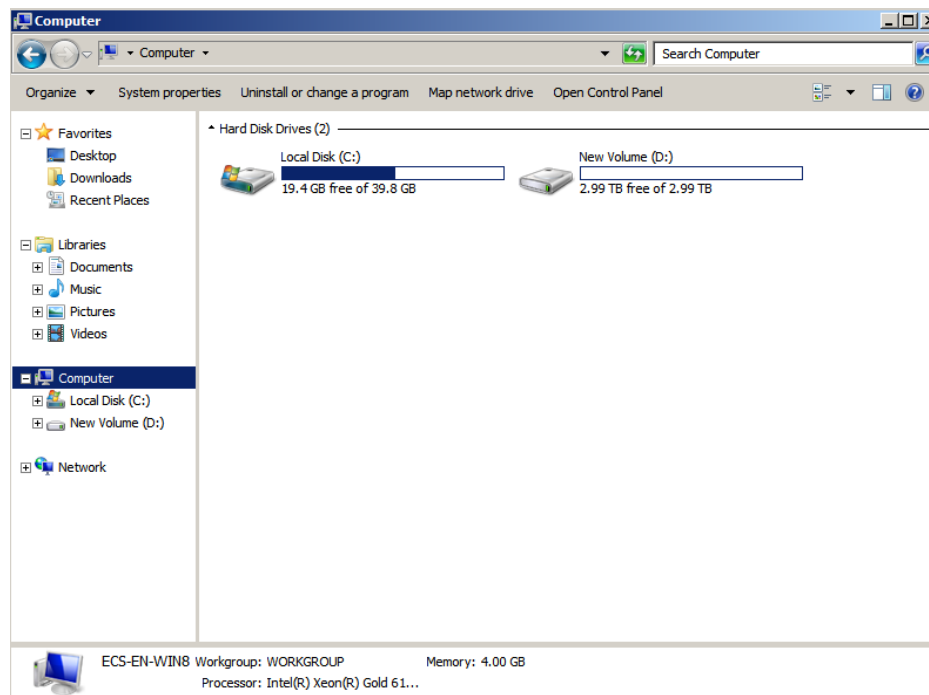 Computer
Computer
Search Computer
Organize System properties Uninstall or change a program Map network drive Open Control Panel
Favorites
Desktop
Downloads
Recent Places
Libraries
Documents
Music
Pictures
Videos
Computer
Local Disk (C:)
New Volume (D:)
Network
Hard Disk Drives (2)
Local Disk (C:)
19.4 GB free of 39.8 GB
New Volume (D:)
2.99 TB free of 2.99 TB
ECS-EN-WIN8 Workgroup: WORKGROUP Memory: 4.00 GB
Processor: Intel(R) Xeon(R) Gold 61...